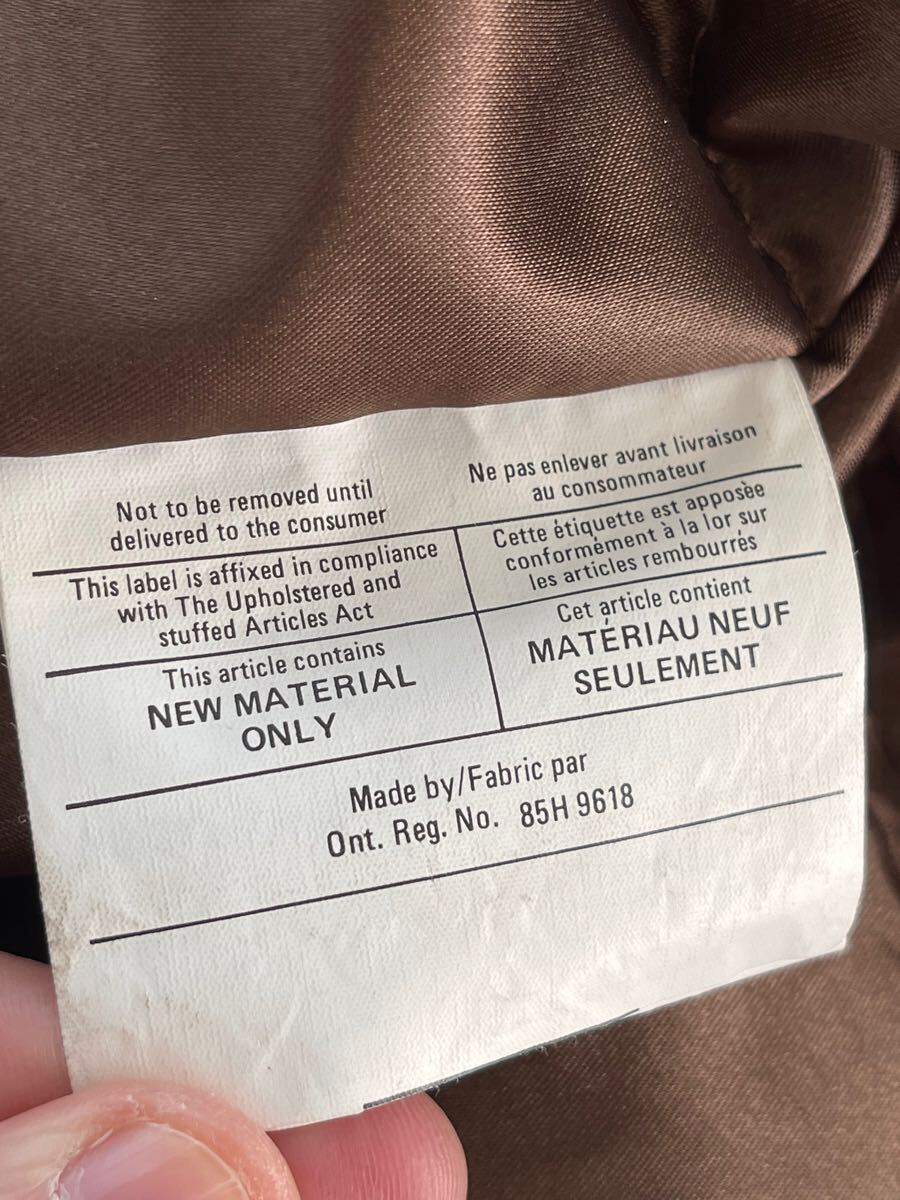 Not to be removed until
delivered to the consumer
Ne pas enlever avant livraison
au consommateur
This label is affixed in compliance
with The Upholstered and
stuffed Articles Act
Cette étiquette est apposèe
conformément à la lor sur
les articles rembourrés
This article contains
NEW MATERIAL
ONLY
Cet article contient
MATÉRIAU NEUF
SEULEMENT
Made by/Fabric par
Ont. Reg. No. 85H 9618